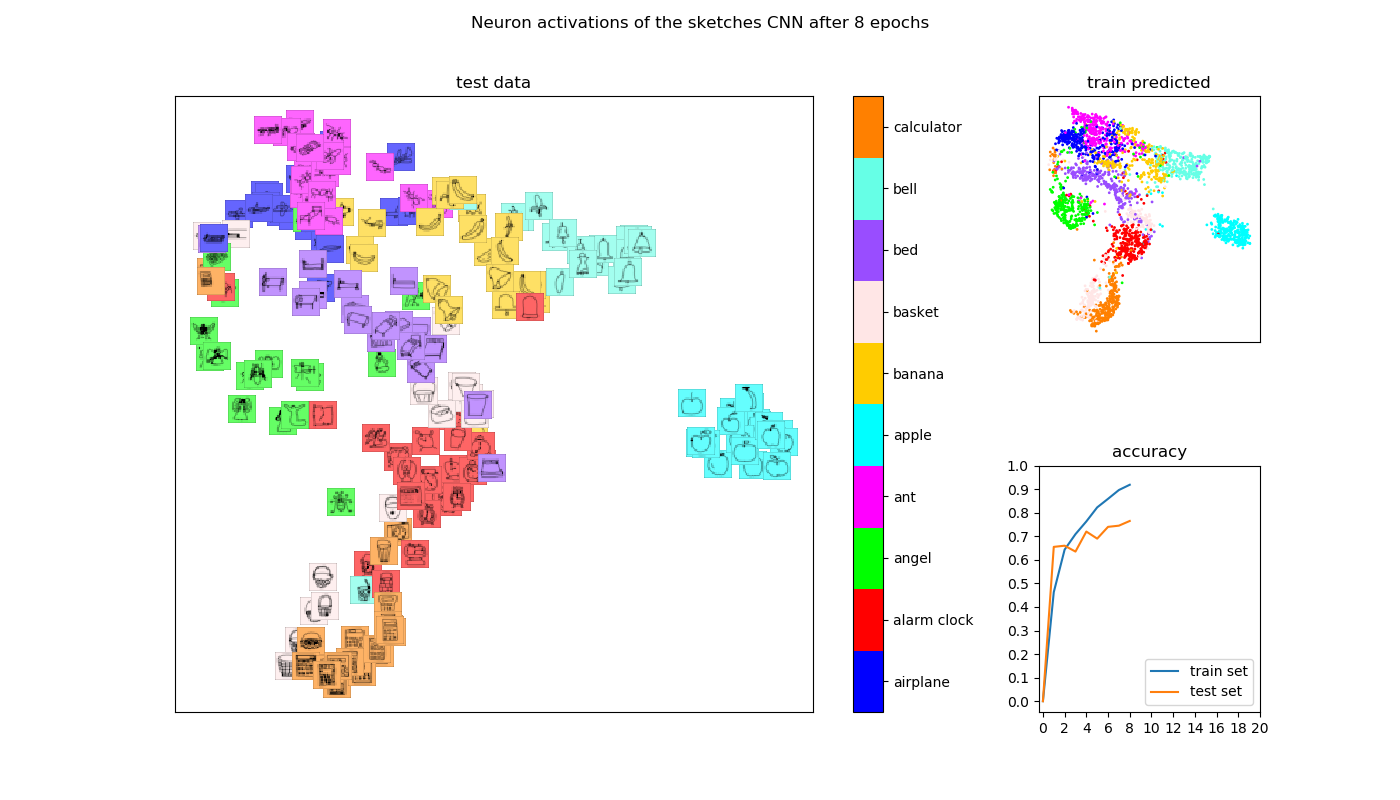 Neuron activations of the sketches CNN after 8 epochs
test data
calculator
bell
bed
basket
banana
apple
ant
angel
alarm clock
airplane
train predicted
accuracy
1.0
0.9
0.8
0.7
0.6
0.5
0.4
0.3
0.2
0.1
0.0
train set
test set
0 2 4 6 8 10 12 14 16 18 20